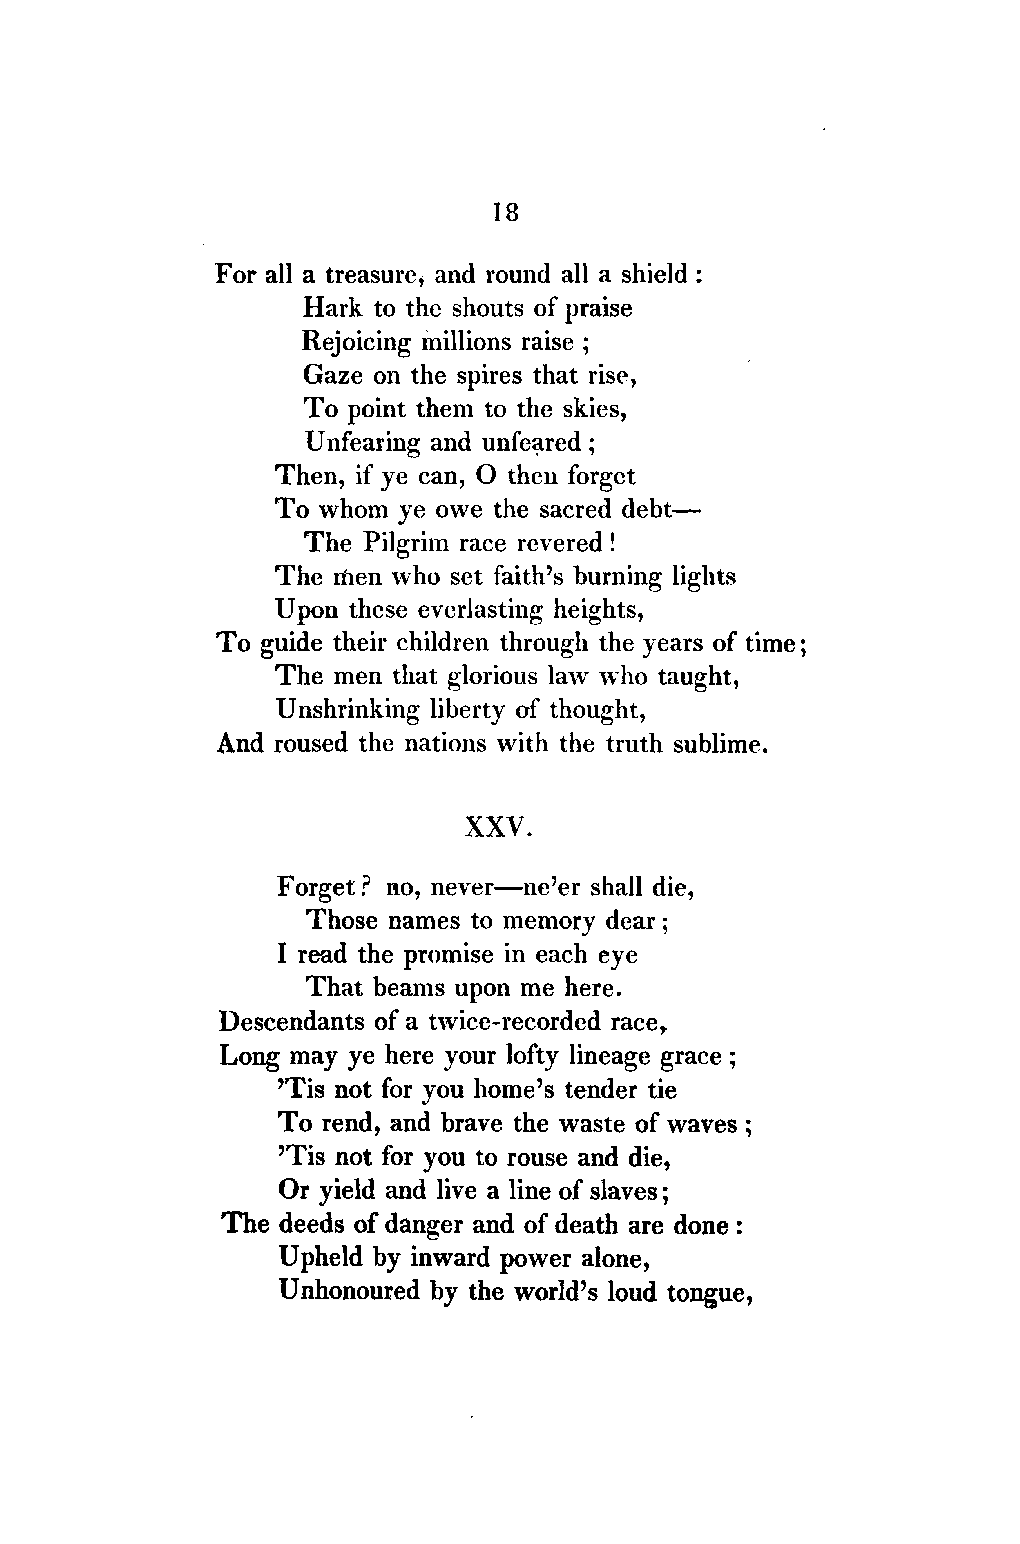 18
For all a treasure, and round all a shield :
Hark to the shouts of praise
Rejoicing millions raise ;
Gaze on the spires that rise,
To point them to the skies,
Unfearing and unfeared ;
Then, if ye can, O then forget
To whom ye owe the sacred debt—
The Pilgrim race revered !
The men who set faith's burning lights
Upon these everlasting heights,
To guide their children through the years of time;
The men that glorious law who taught,
Unshrinking liberty of thought,
And roused the nations with the truth sublime.
XXV.
Forget ? no, never—ne'er shall die,
Those names to memory dear ;
I read the promise in each eye
That beams upon me here.
Descendants of a twice-recorded race,
Long may ye here your lofty lineage grace ;
'Tis not for you home's tender tie
To rend, and brave the waste of waves ;
'Tis not for you to rouse and die,
Or yield and live a line of slaves;
The deeds of danger and of death are done :
Upheld by inward power alone,
Unhonoured by the world's loud tongue,